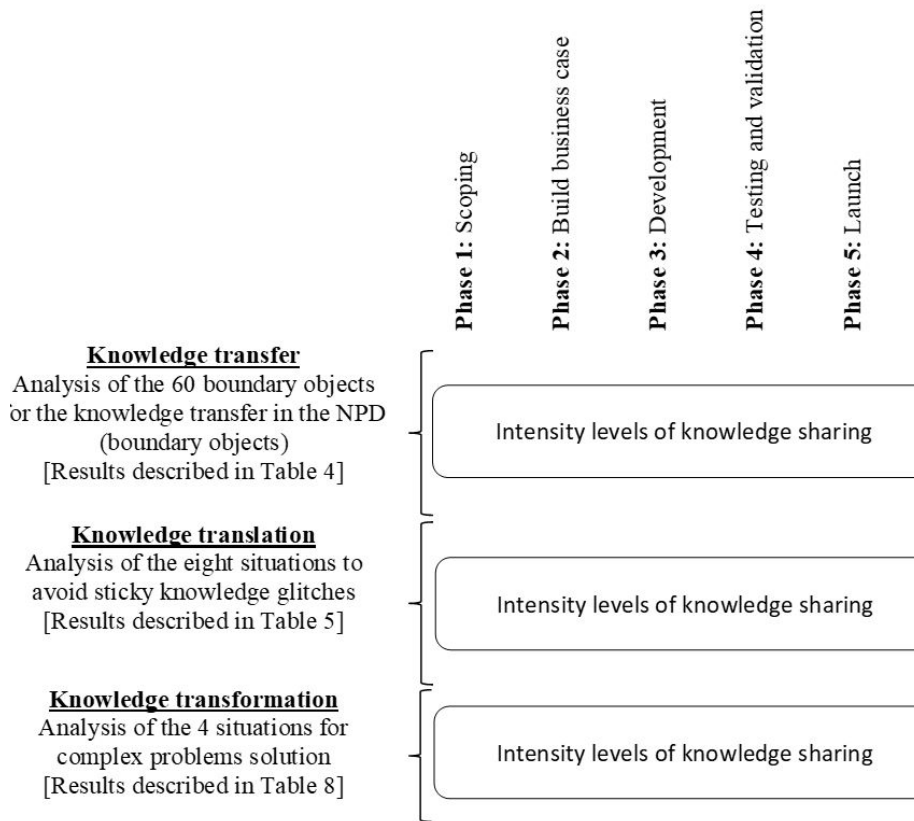 Phase 1: Scoping
Phase 2: Build business case
Phase 3: Development
Phase 4: Testing and validation
Phase 5: Launch
Knowledge transfer
Analysis of the 60 boundary objects
or the knowledge transfer in the NPD
(boundary objects)
[Results described in Table 4]
Intensity levels of knowledge sharing
Knowledge translation
Analysis of the eight situations to
avoid sticky knowledge glitches
[Results described in Table 5]
Intensity levels of knowledge sharing
Knowledge transformation
Analysis of the 4 situations for
complex problems solution
[Results described in Table 8]
Intensity levels of knowledge sharing